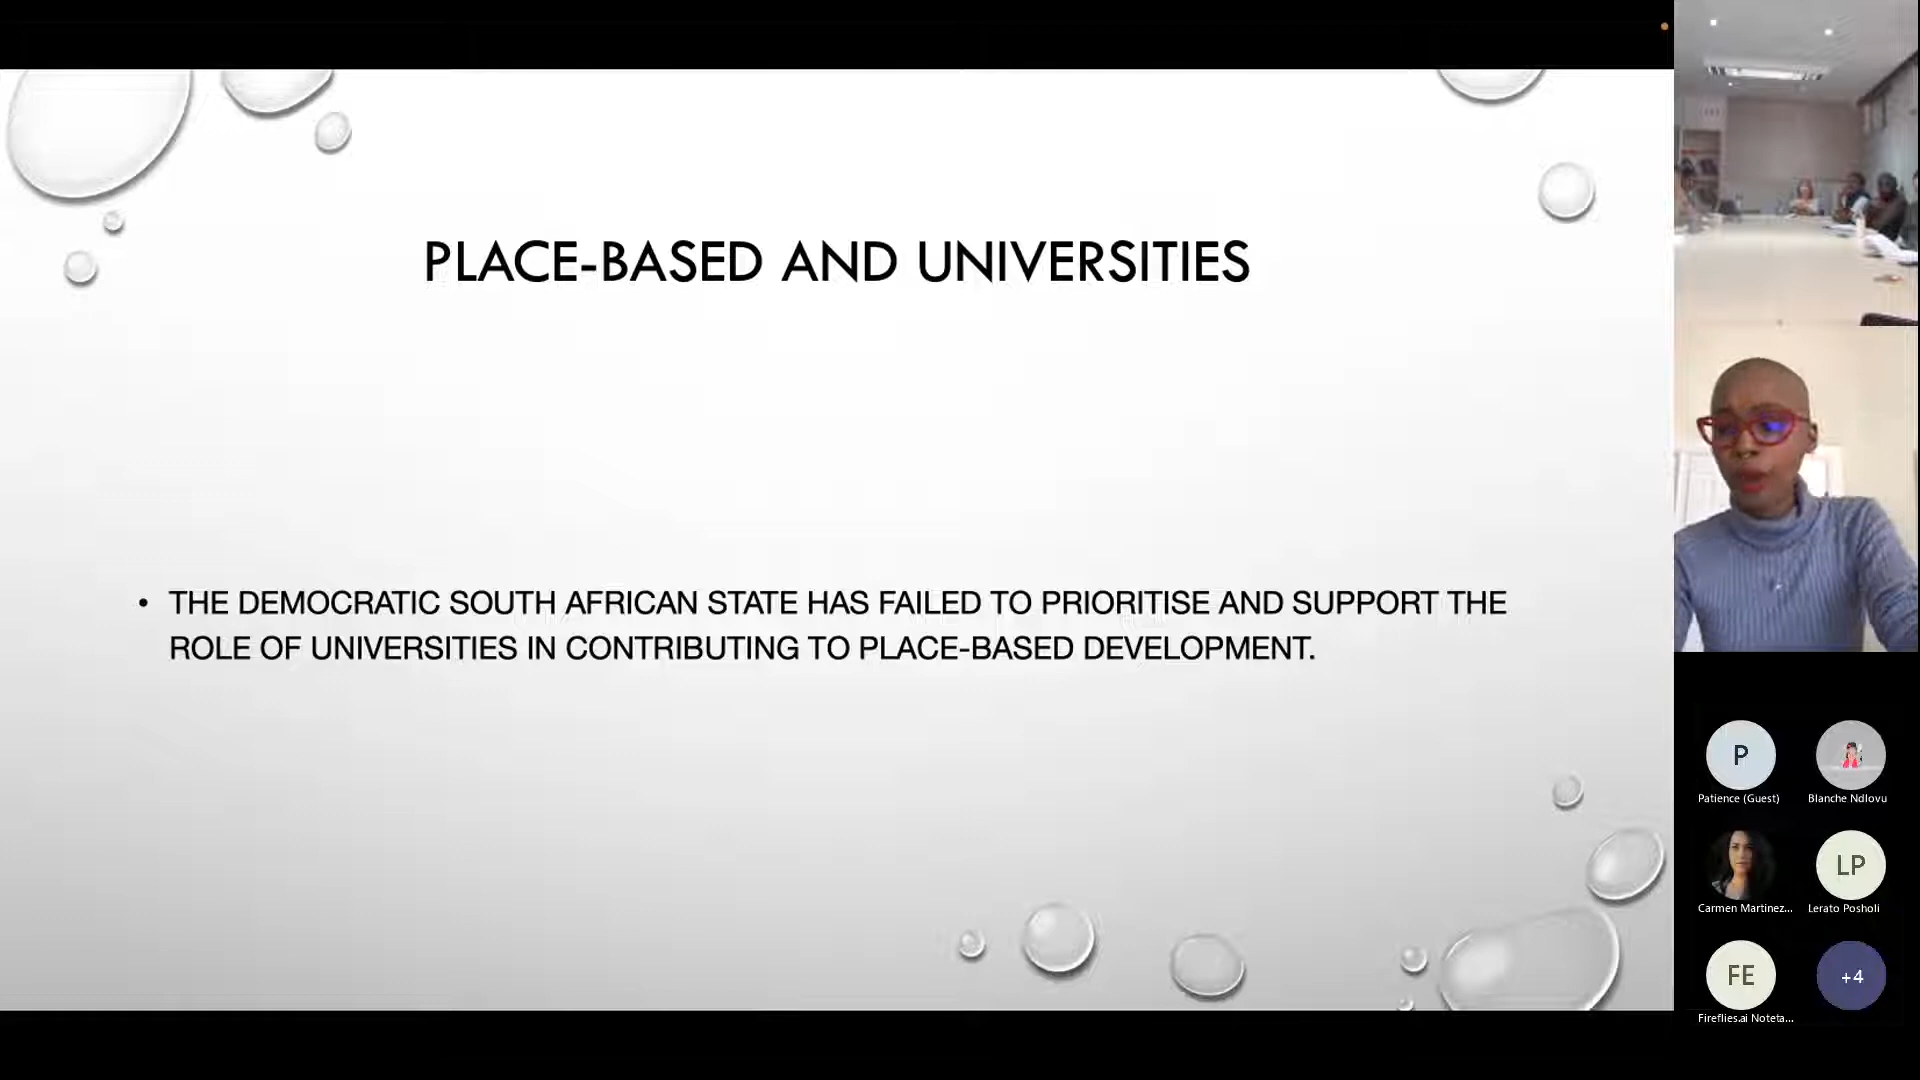 PLACE-BASED AND UNIVERSITIES
• THE DEMOCRATIC SOUTH AFRICAN STATE HAS FAILED TO PRIORITISE AND SUPPORT THE
ROLE OF UNIVERSITIES IN CONTRIBUTING TO PLACE-BASED DEVELOPMENT.
P
Patience (Guest)
Blanche Ndlovu
Carmen Martinez...
LP
Lerato Posholi
FE
Fireflies.ai Noteta...
+4